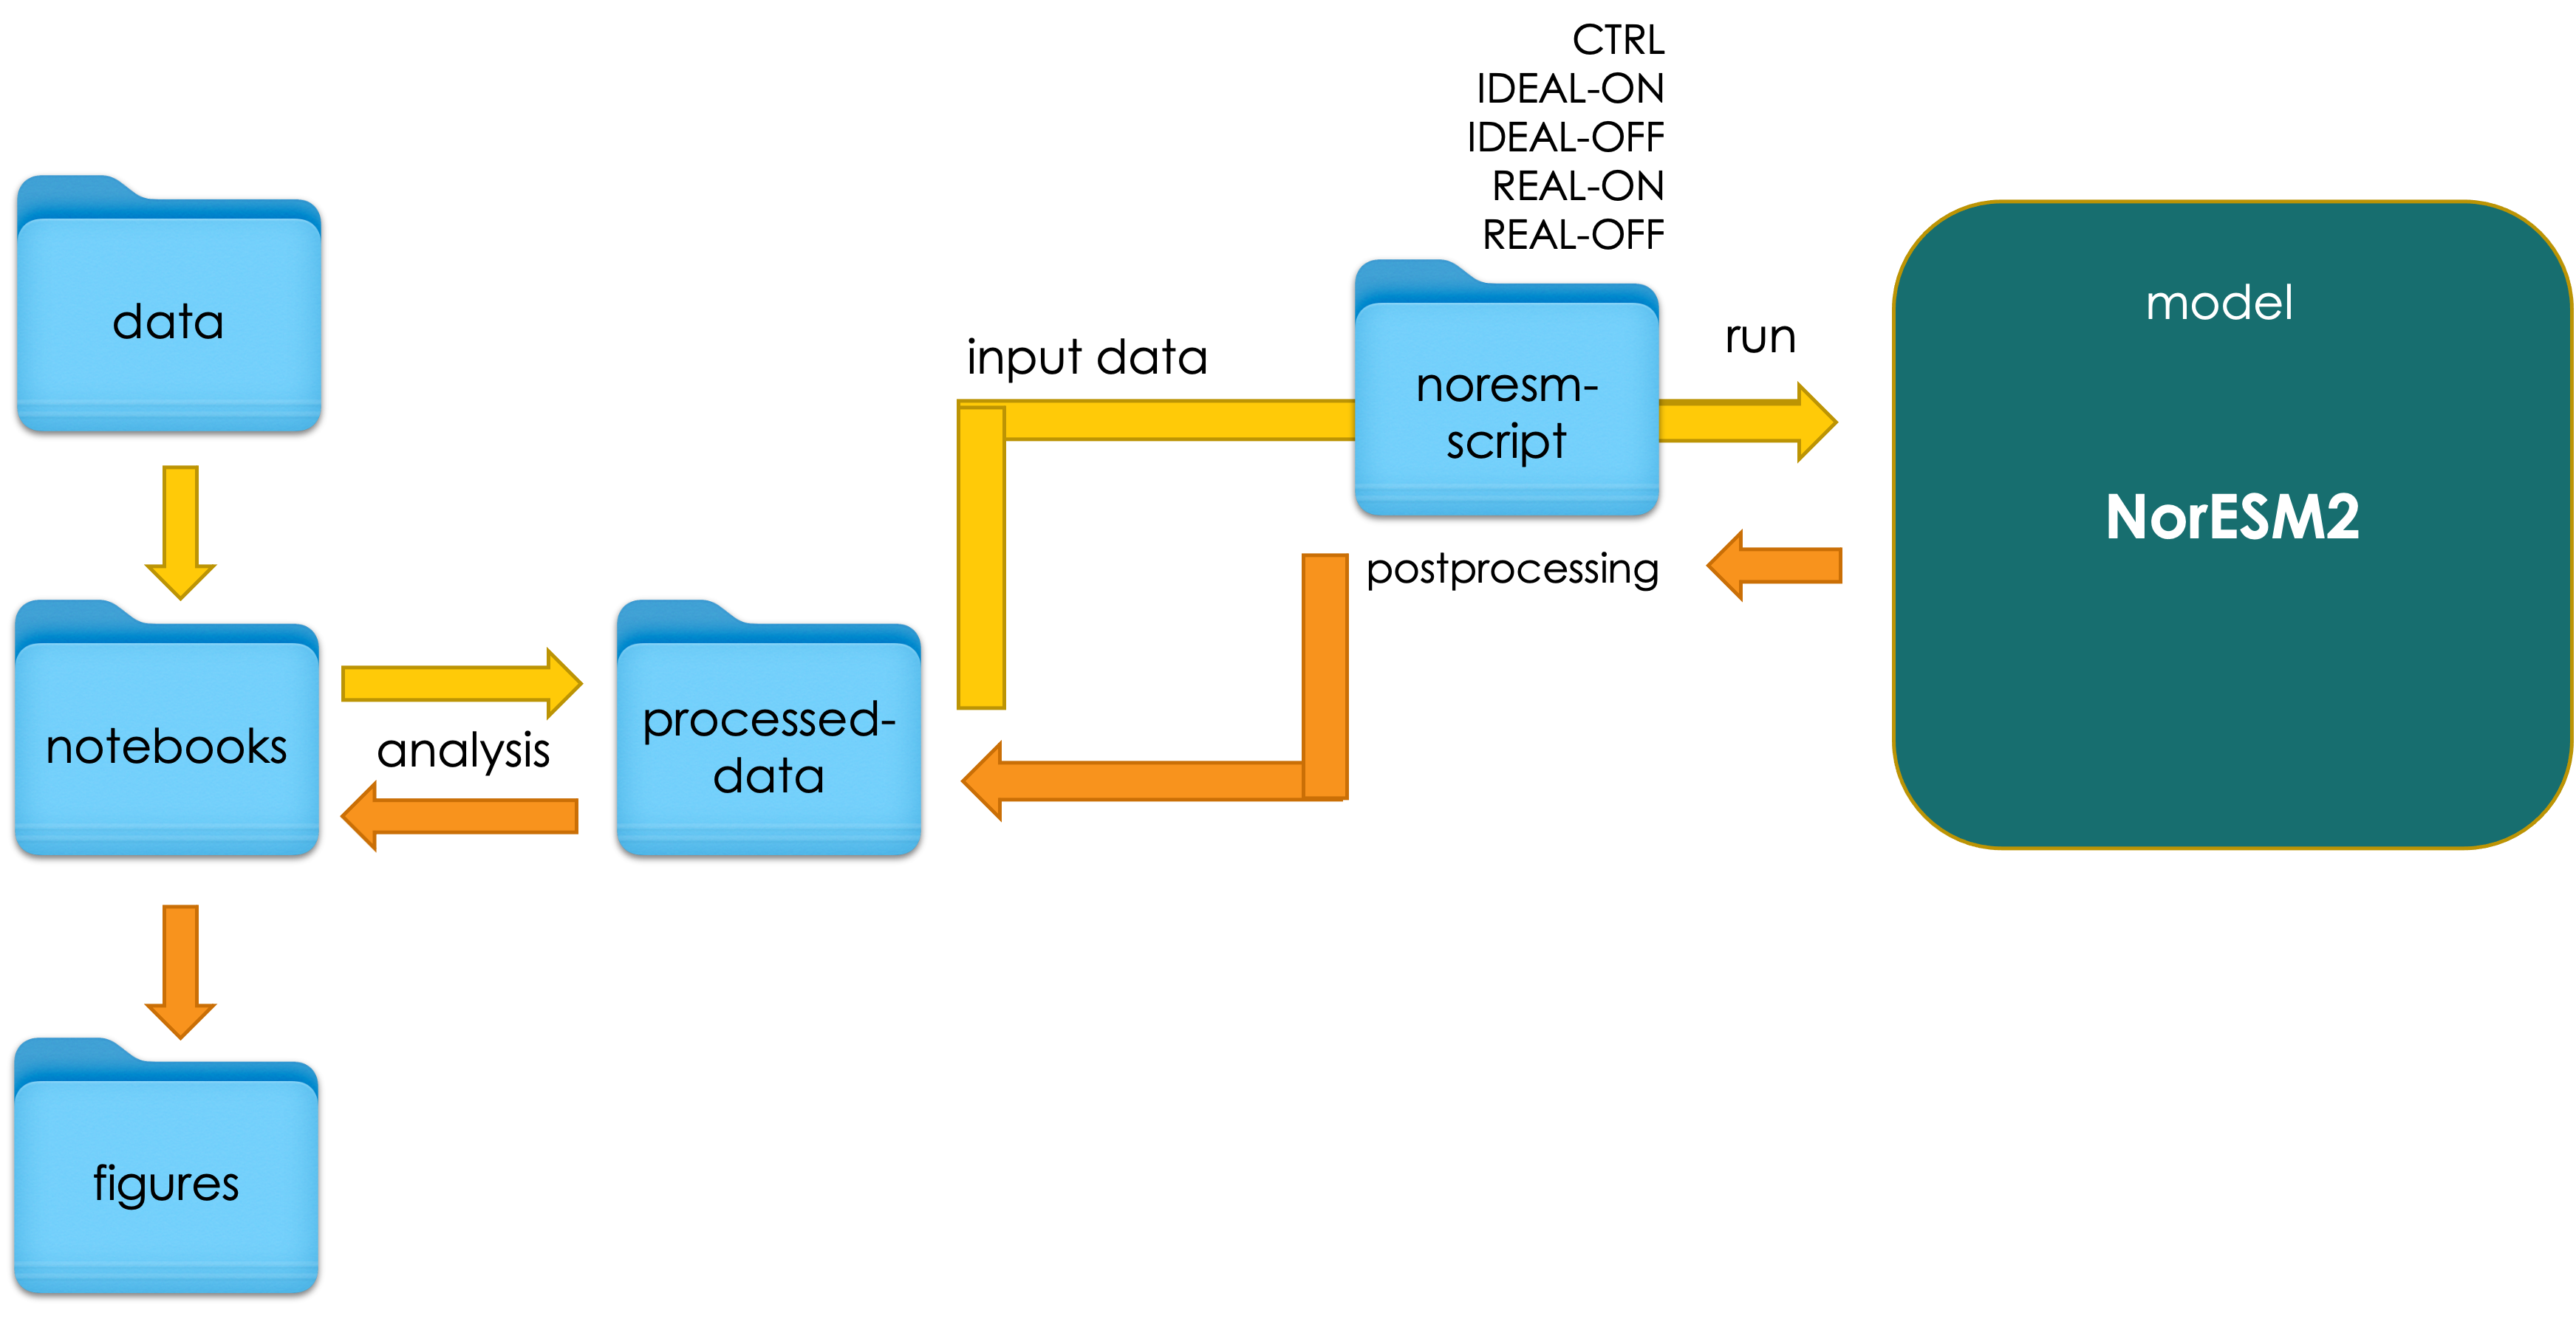 CTRL
IDEAL-ON
IDEAL-OFF
REAL-ON
REAL-OFF
data
input data
noresm-
script
run
model
NorESM2
postprocessing
notebooks
analysis
processed-
data
figures